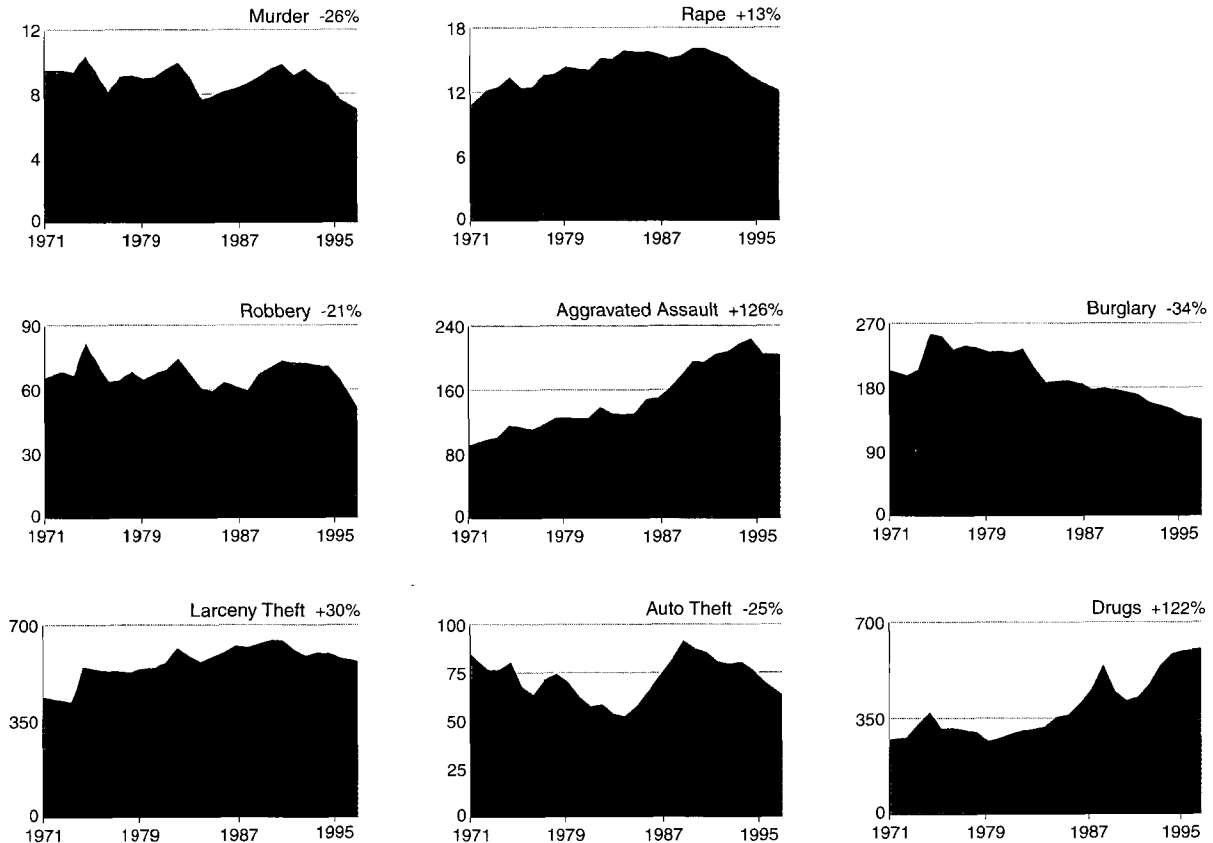 Murder -26%
12
8
4
0
1971 1979 1987 1995
Rape +13%
18
12
6
0
1971 1979 1987 1995
Robbery -21%
90
60
30
0
1971 1979 1987 1995
Aggravated Assault +126%
240
160
80
0
1971 1979 1987 1995
Burglary -34%
270
180
90
0
1971 1979 1987 1995
Larceny Theft +30%
700
350
0
1971 1979 1987 1995
Auto Theft -25%
100
75
50
25
0
1971 1979 1987 1995
Drugs +122%
700
350
0
1971 1979 1987 1995